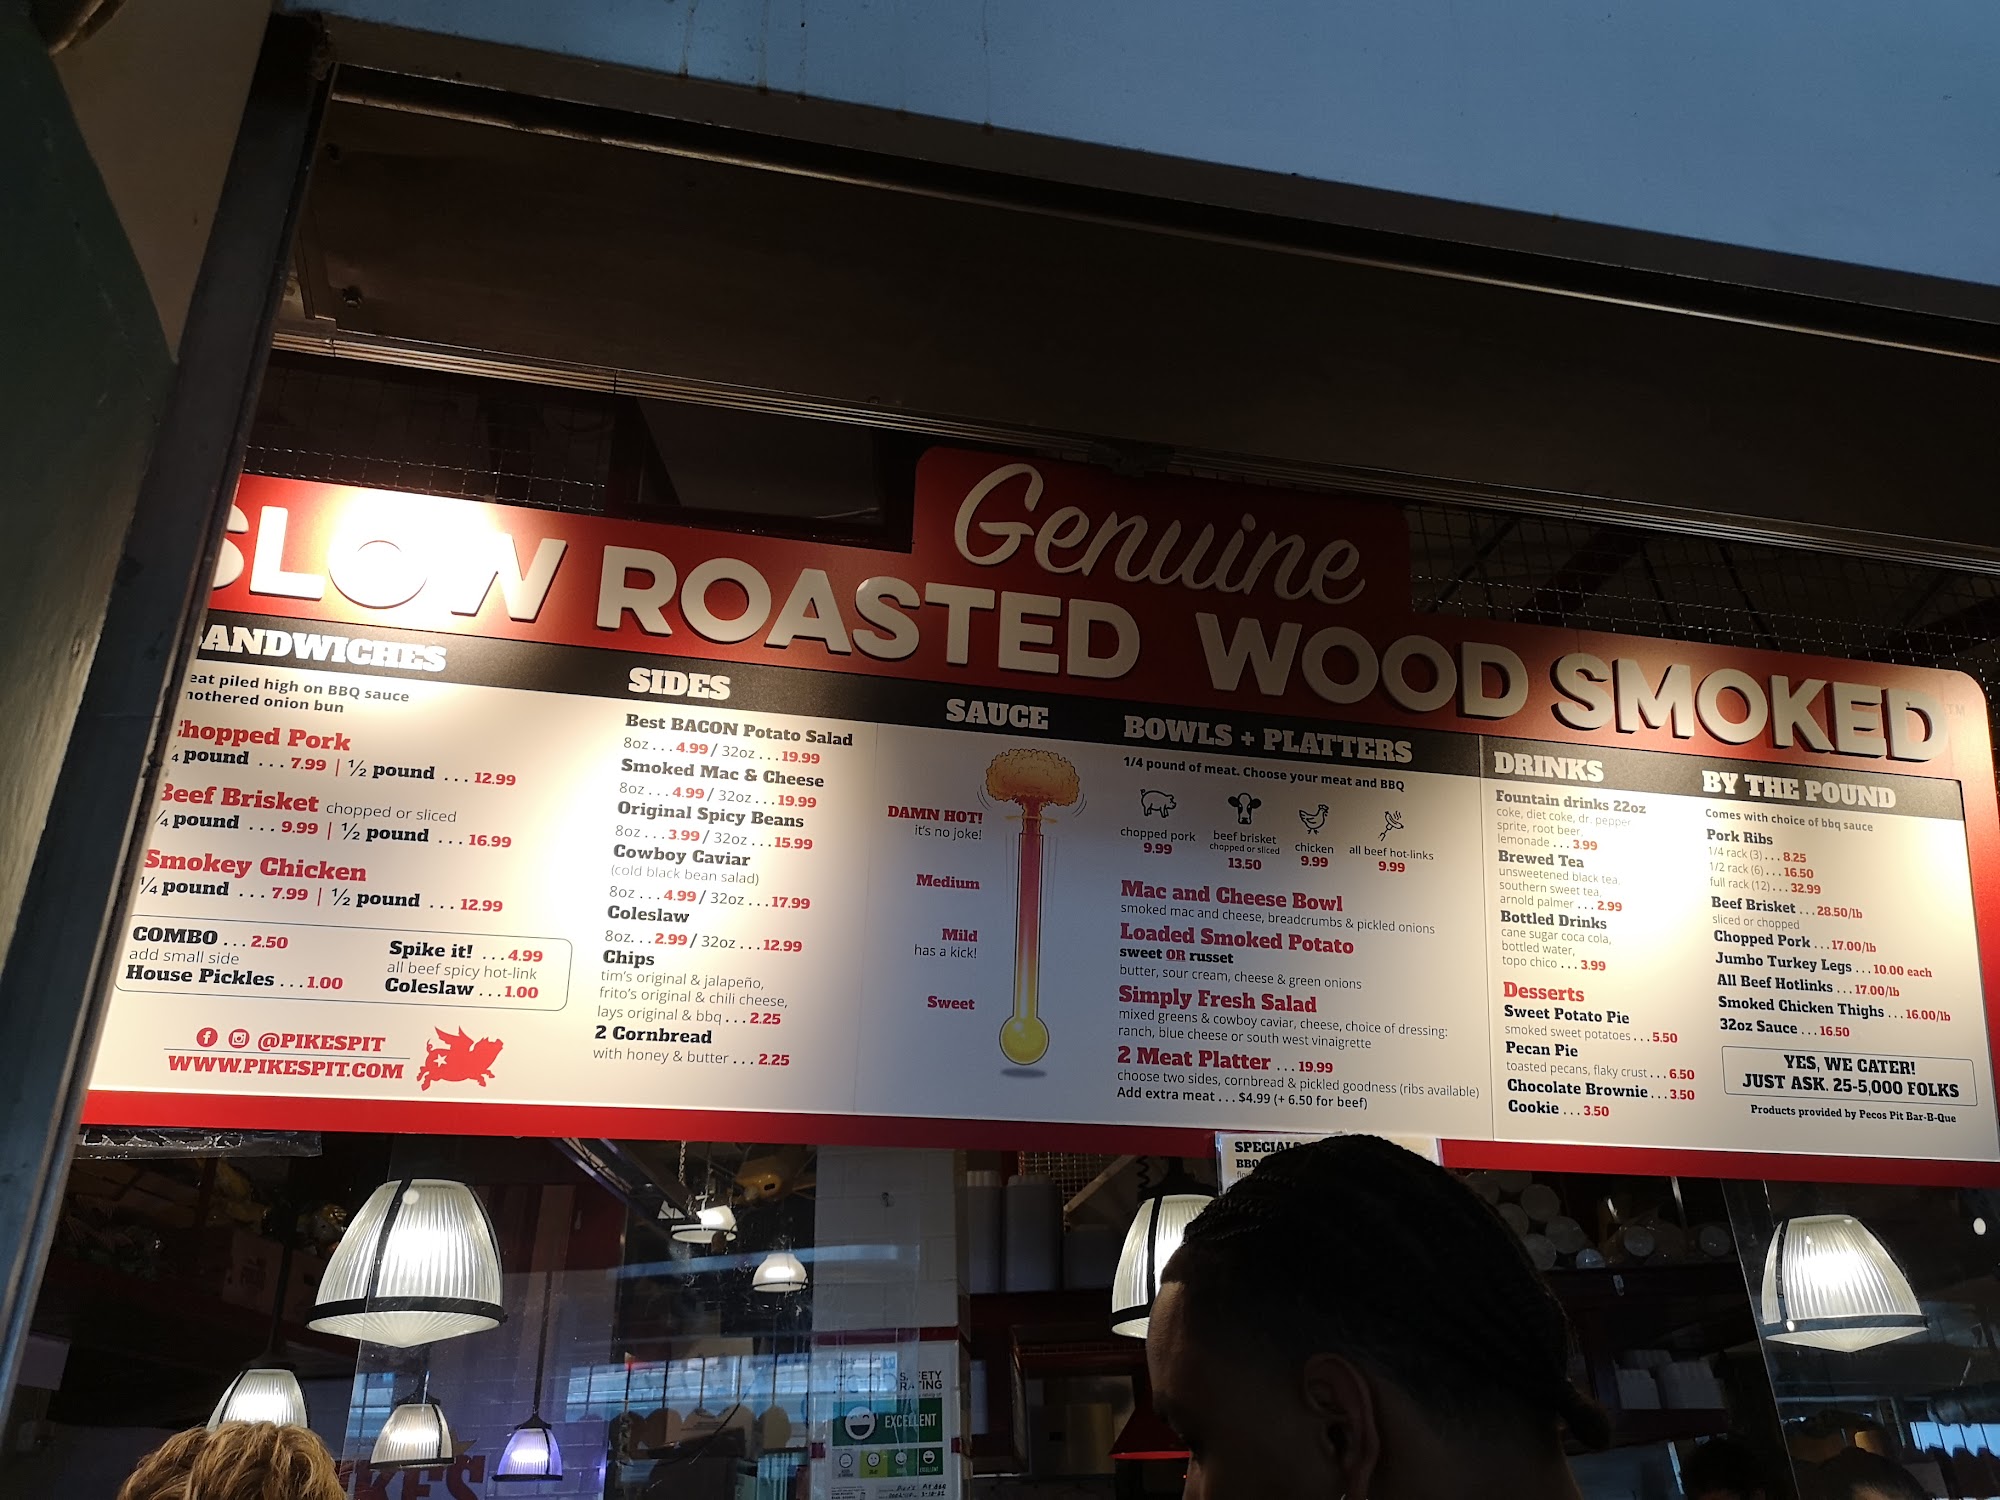 Genuine
SLOW ROASTED WOOD SMOKED
TM
SANDWICHES
eat piled high on BBQ sauce
mothered onion bun
Chopped Pork
1/4 pound ... 7.99 | 1/2 pound ... 12.99
Beef Brisket chopped or sliced
1/4 pound ... 9.99 | 1/2 pound ... 16.99
Smokey Chicken
1/4 pound ... 7.99 | 1/2 pound ... 12.99
COMBO ... 2.50
add small side
House Pickles ... 1.00
Spike it! ... 4.99
all beef spicy hot-link
Coleslaw ... 1.00
@PIKESPIT
WWW.PIKESPIT.COM
SIDES
Best BACON Potato Salad
8oz ... 4.99 / 32oz ... 19.99
Smoked Mac & Cheese
8oz ... 4.99 / 32oz ... 19.99
Original Spicy Beans
8oz ... 3.99 / 32oz ... 15.99
Cowboy Caviar
(cold black bean salad)
8oz ... 4.99 / 32oz ... 17.99
Coleslaw
8oz... 2.99 / 32oz ... 12.99
Chips
tim's original & jalapeño,
frito's original & chili cheese,
lays original & bbq ... 2.25
2 Cornbread
with honey & butter ... 2.25
SAUCE
DAMN HOT!
it's no joke!
Medium
Mild
has a kick!
Sweet
BOWLS + PLATTERS
1/4 pound of meat. Choose your meat and BBQ
chopped pork
9.99
beef brisket
chopped or sliced
13.50
chicken
9.99
all beef hot-links
9.99
Mac and Cheese Bowl
smoked mac and cheese, breadcrumbs & pickled onions
Loaded Smoked Potato
sweet OR russet
butter, sour cream, cheese & green onions
Simply Fresh Salad
mixed greens & cowboy caviar, cheese, choice of dressing:
ranch, blue cheese or south west vinaigrette
2 Meat Platter ... 19.99
choose two sides, cornbread & pickled goodness (ribs available)
Add extra meat ... $4.99 (+ 6.50 for beef)
DRINKS
Fountain drinks 22oz
coke, diet coke, dr. pepper
sprite, root beer,
lemonade ... 3.99
Brewed Tea
unsweetened black tea,
southern sweet tea,
arnold palmer ... 2.99
Bottled Drinks
cane sugar coca cola,
bottled water,
topo chico ... 3.99
Desserts
Sweet Potato Pie
smoked sweet potatoes ... 5.50
Pecan Pie
toasted pecans, flaky crust ... 6.50
Chocolate Brownie ... 3.50
Cookie ... 3.50
BY THE POUND
Comes with choice of bbq sauce
Pork Ribs
1/4 rack (3) ... 8.25
1/2 rack (6) ... 16.50
full rack (12) ... 32.99
Beef Brisket ... 28.50/lb
sliced or chopped
Chopped Pork ... 17.00/lb
Jumbo Turkey Legs ... 10.00 each
All Beef Hotlinks ... 17.00/lb
Smoked Chicken Thighs ... 16.00/lb
32oz Sauce ... 16.50
YES, WE CATER!
JUST ASK. 25-5,000 FOLKS
Products provided by Pecos Pit Bar-B-Que
SPECIALS
BBQ
SAFETY
RATING
EXCELLENT